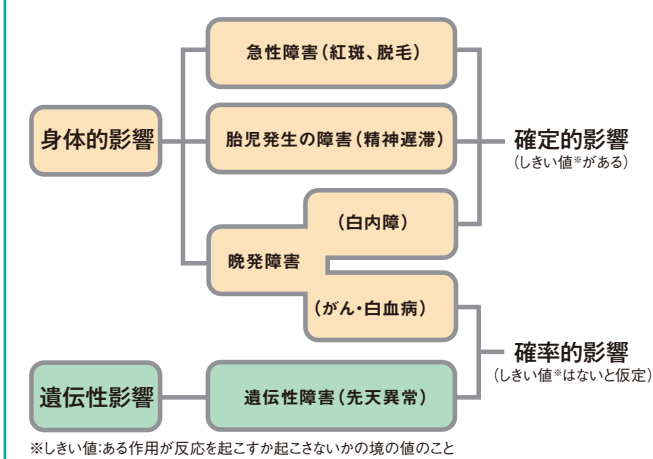 急性障害(紅斑、脱毛)
身体的影響
胎児発生の障害(精神遅滞)
確定的影響
(しきい値※がある)
(白内障)
晩発障害
(がん・白血病)
確率的影響
(しきい値※はないと仮定)
遺伝性影響
遺伝性障害(先天異常)
※しきい値:ある作用が反応を起こすか起こさないかの境の値のこと